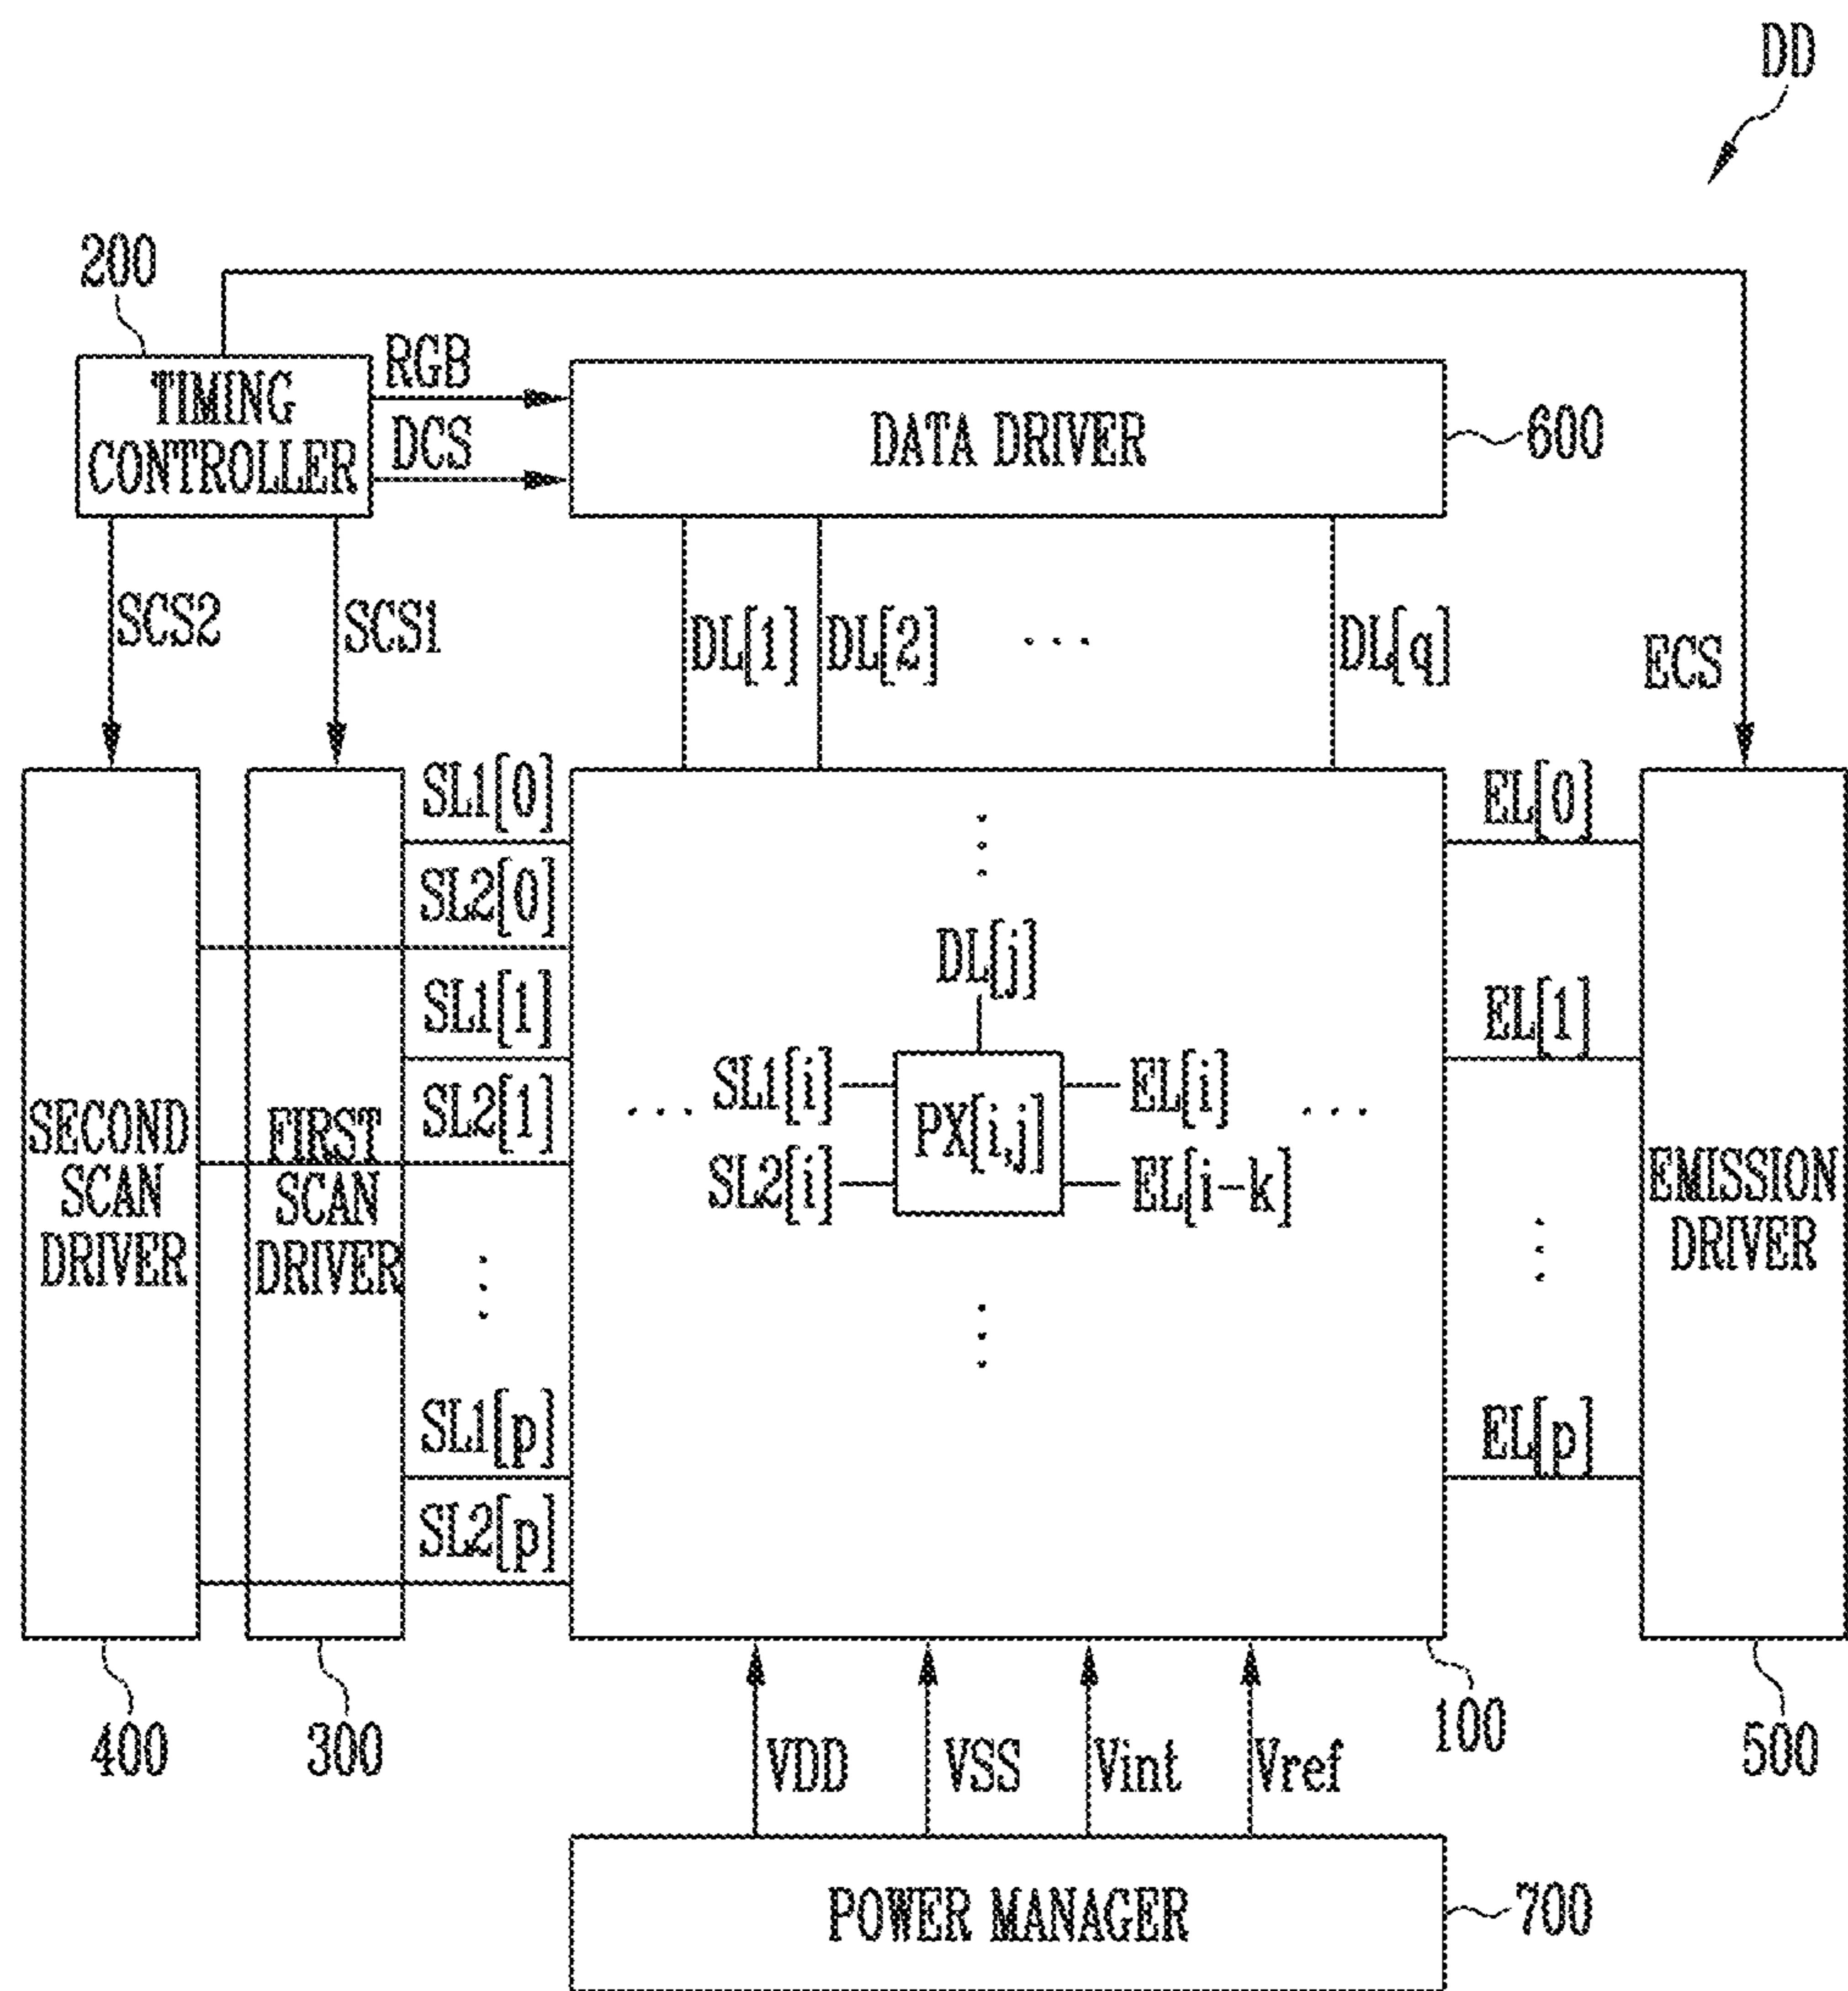 DD
200
TIMING
CONTROLLER
RGB
DCS
DATA DRIVER
600
SCS2
SCS1
DL[1]
DL[2]
...
DL[q]
ECS
SL1[0]
SL2[0]
SL1[1]
SL2[1]
SL1[p]
SL2[p]
EL[0]
EL[1]
EL[p]
SECOND
SCAN
DRIVER
FIRST
SCAN
DRIVER
DL[j]
... SL1[i]
SL2[i]
PX[i,j]
EL[i] ...
EL[i-k]
EMISSION
DRIVER
400
300
100
500
VDD
VSS
Vint
Vref
POWER MANAGER
700